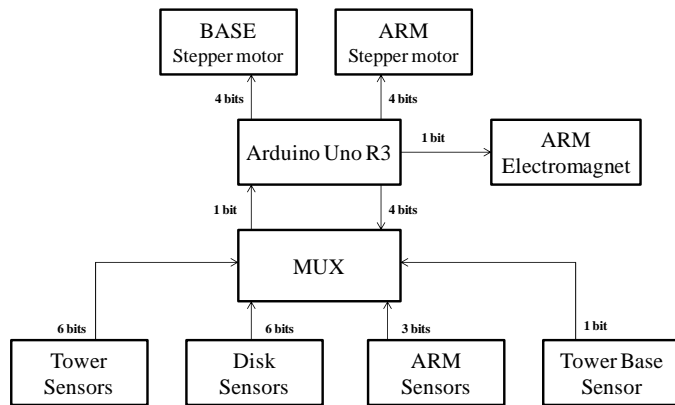 BASE
Stepper motor
ARM
Stepper motor
4 bits
4 bits
Arduino Uno R3
1 bit
ARM
Electromagnet
1 bit
4 bits
MUX
6 bits
6 bits
3 bits
1 bit
Tower
Sensors
Disk
Sensors
ARM
Sensors
Tower Base
Sensor